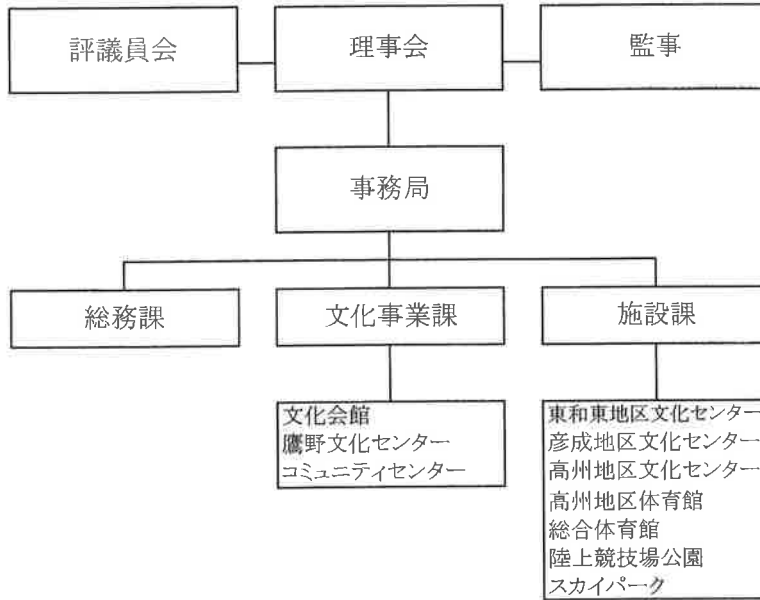 評議員会
理事会
監事
事務局
総務課
文化事業課
施設課
文化会館
鷹野文化センター
コミュニティセンター
東和東地区文化センター
彦成地区文化センター
高州地区文化センター
高州地区体育館
総合体育館
陸上競技場公園
スカイパーク